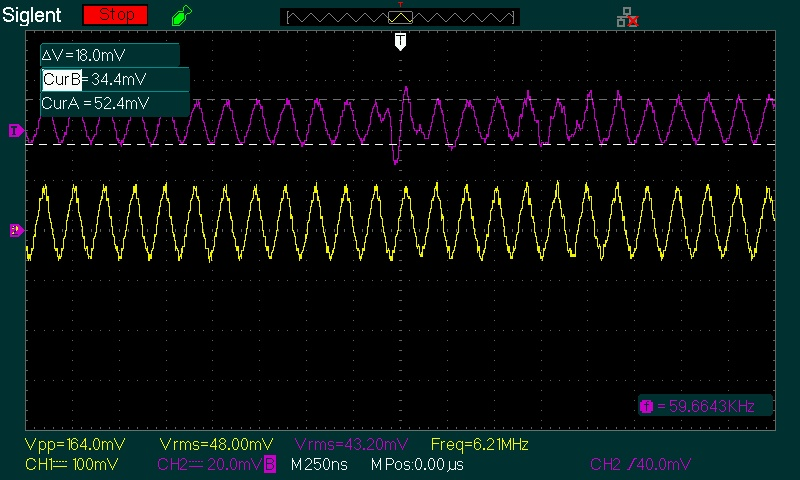 Siglent Stop T
T
ΔV=18.0mV
CurB=34.4mV
CurA=52.4mV
T
f = 59.6643KHz
Vpp=164.0mV Vrms=48.00mV Vrms=43.20mV Freq=6.21MHz
CH1 100mV CH2 20.0mV B M250ns MPos:0.00μs CH2 /40.0mV